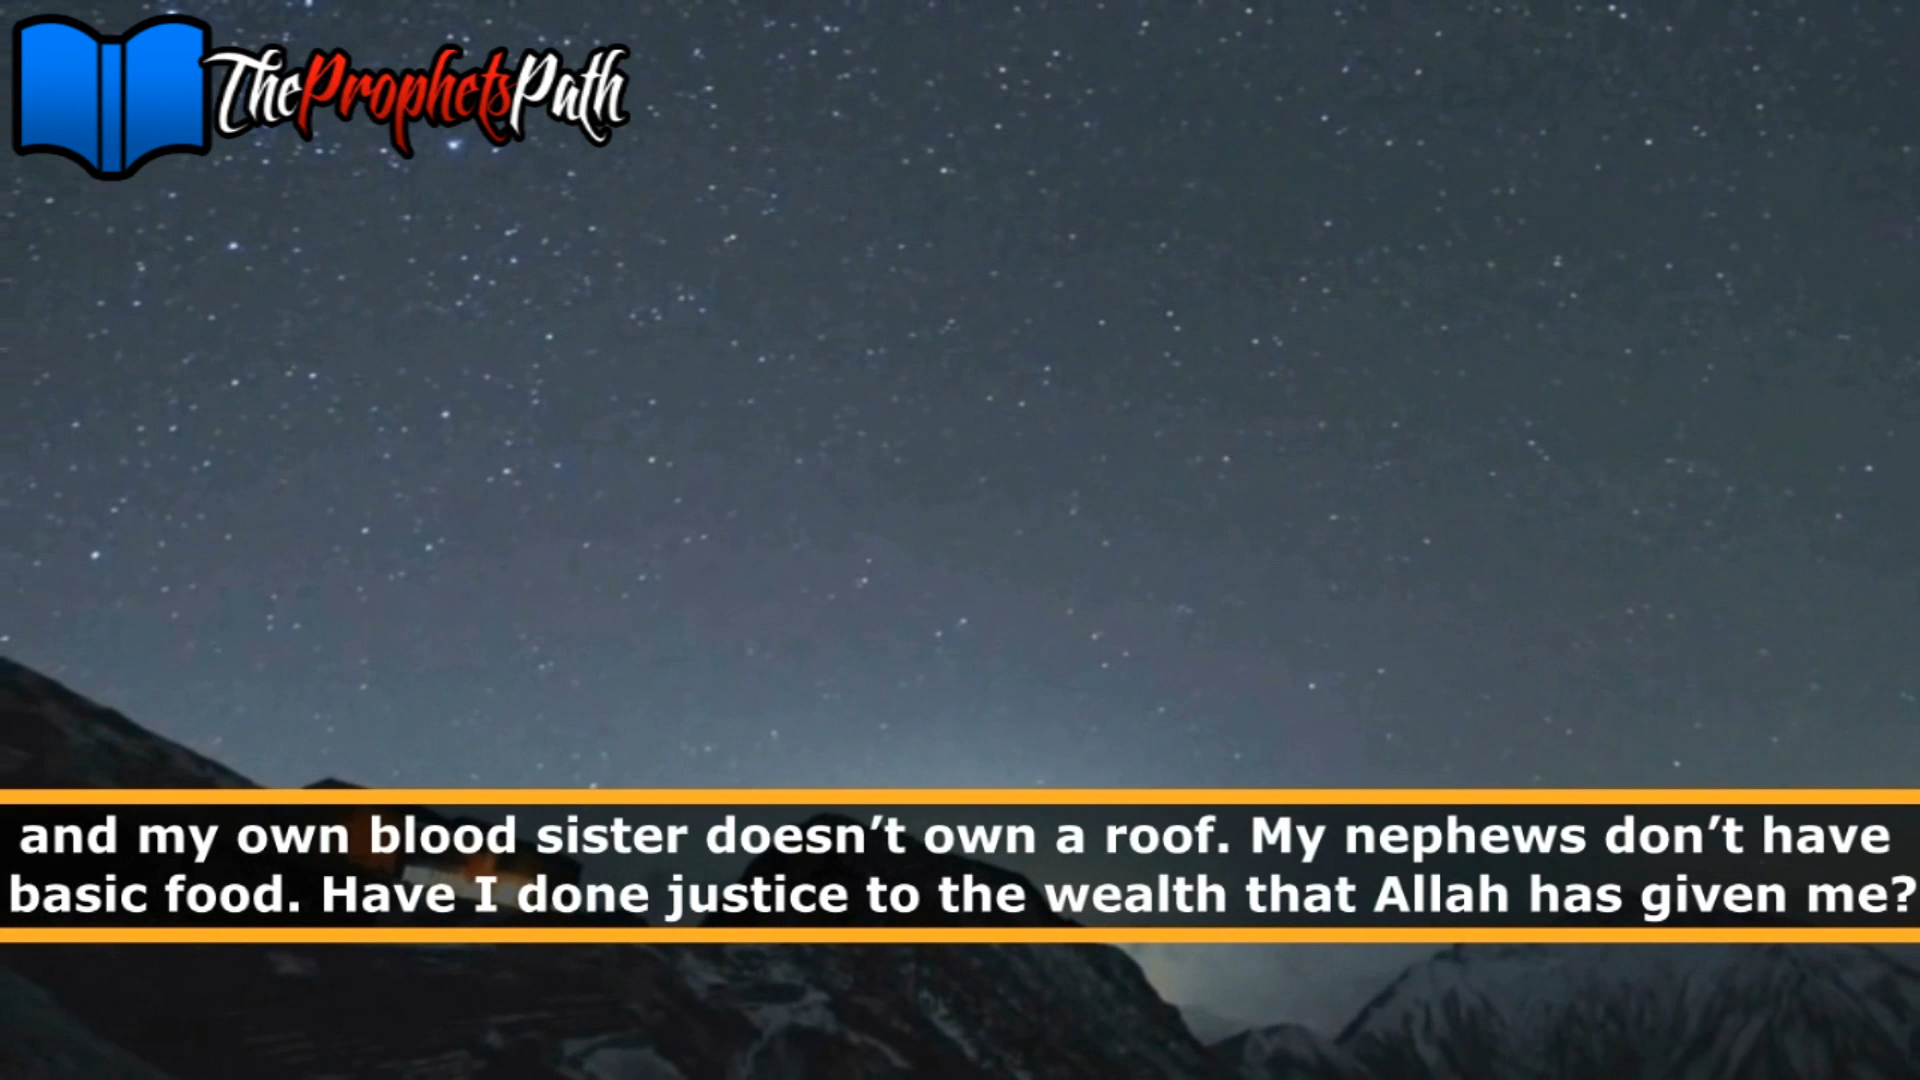 TheProphetsPath
and my own blood sister doesn’t own a roof. My nephews don’t have
basic food. Have I done justice to the wealth that Allah has given me?